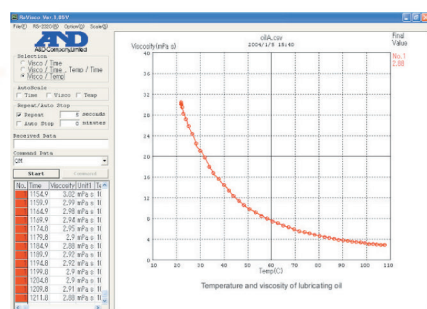 RsVisco Ver 1.05V
File(F) RS-232C(R) Option(O) Scale(S)
AND
A&D Company,Limited
Selection
Visco / Time
Visco / Time , Temp / Time
Visco / Temp
AutoScale
Time Visco Temp
Repeat/Auto Stop
Repeat seconds
Auto Stop 0 minutes
Received Data
Command Data
QM
Start Command
No. Time Viscosity Unit1
1154.9 3.02 mPa s
1159.9 2.99 mPa s
1164.9 2.98 mPa s
1169.9 2.94 mPa s
1174.8 2.95 mPa s
1179.8 2.9 mPa s
1184.9 2.88 mPa s
1189.9 2.92 mPa s
1194.8 2.92 mPa s
1199.8 2.9 mPa s
1204.8 2.9 mPa s
1209.8 2.91 mPa s
1211.8 2.88 mPa s
oilA.csv
2004/1/8 18:40
Viscosity(mPa s)
Final
Value
No.1
2.88
40
36
32
28
24
20
16
12
8
4
0
10 20 30 40 50 60 70 80 90 100 110
Temp(C)
Temperature and viscosity of lubricating oil